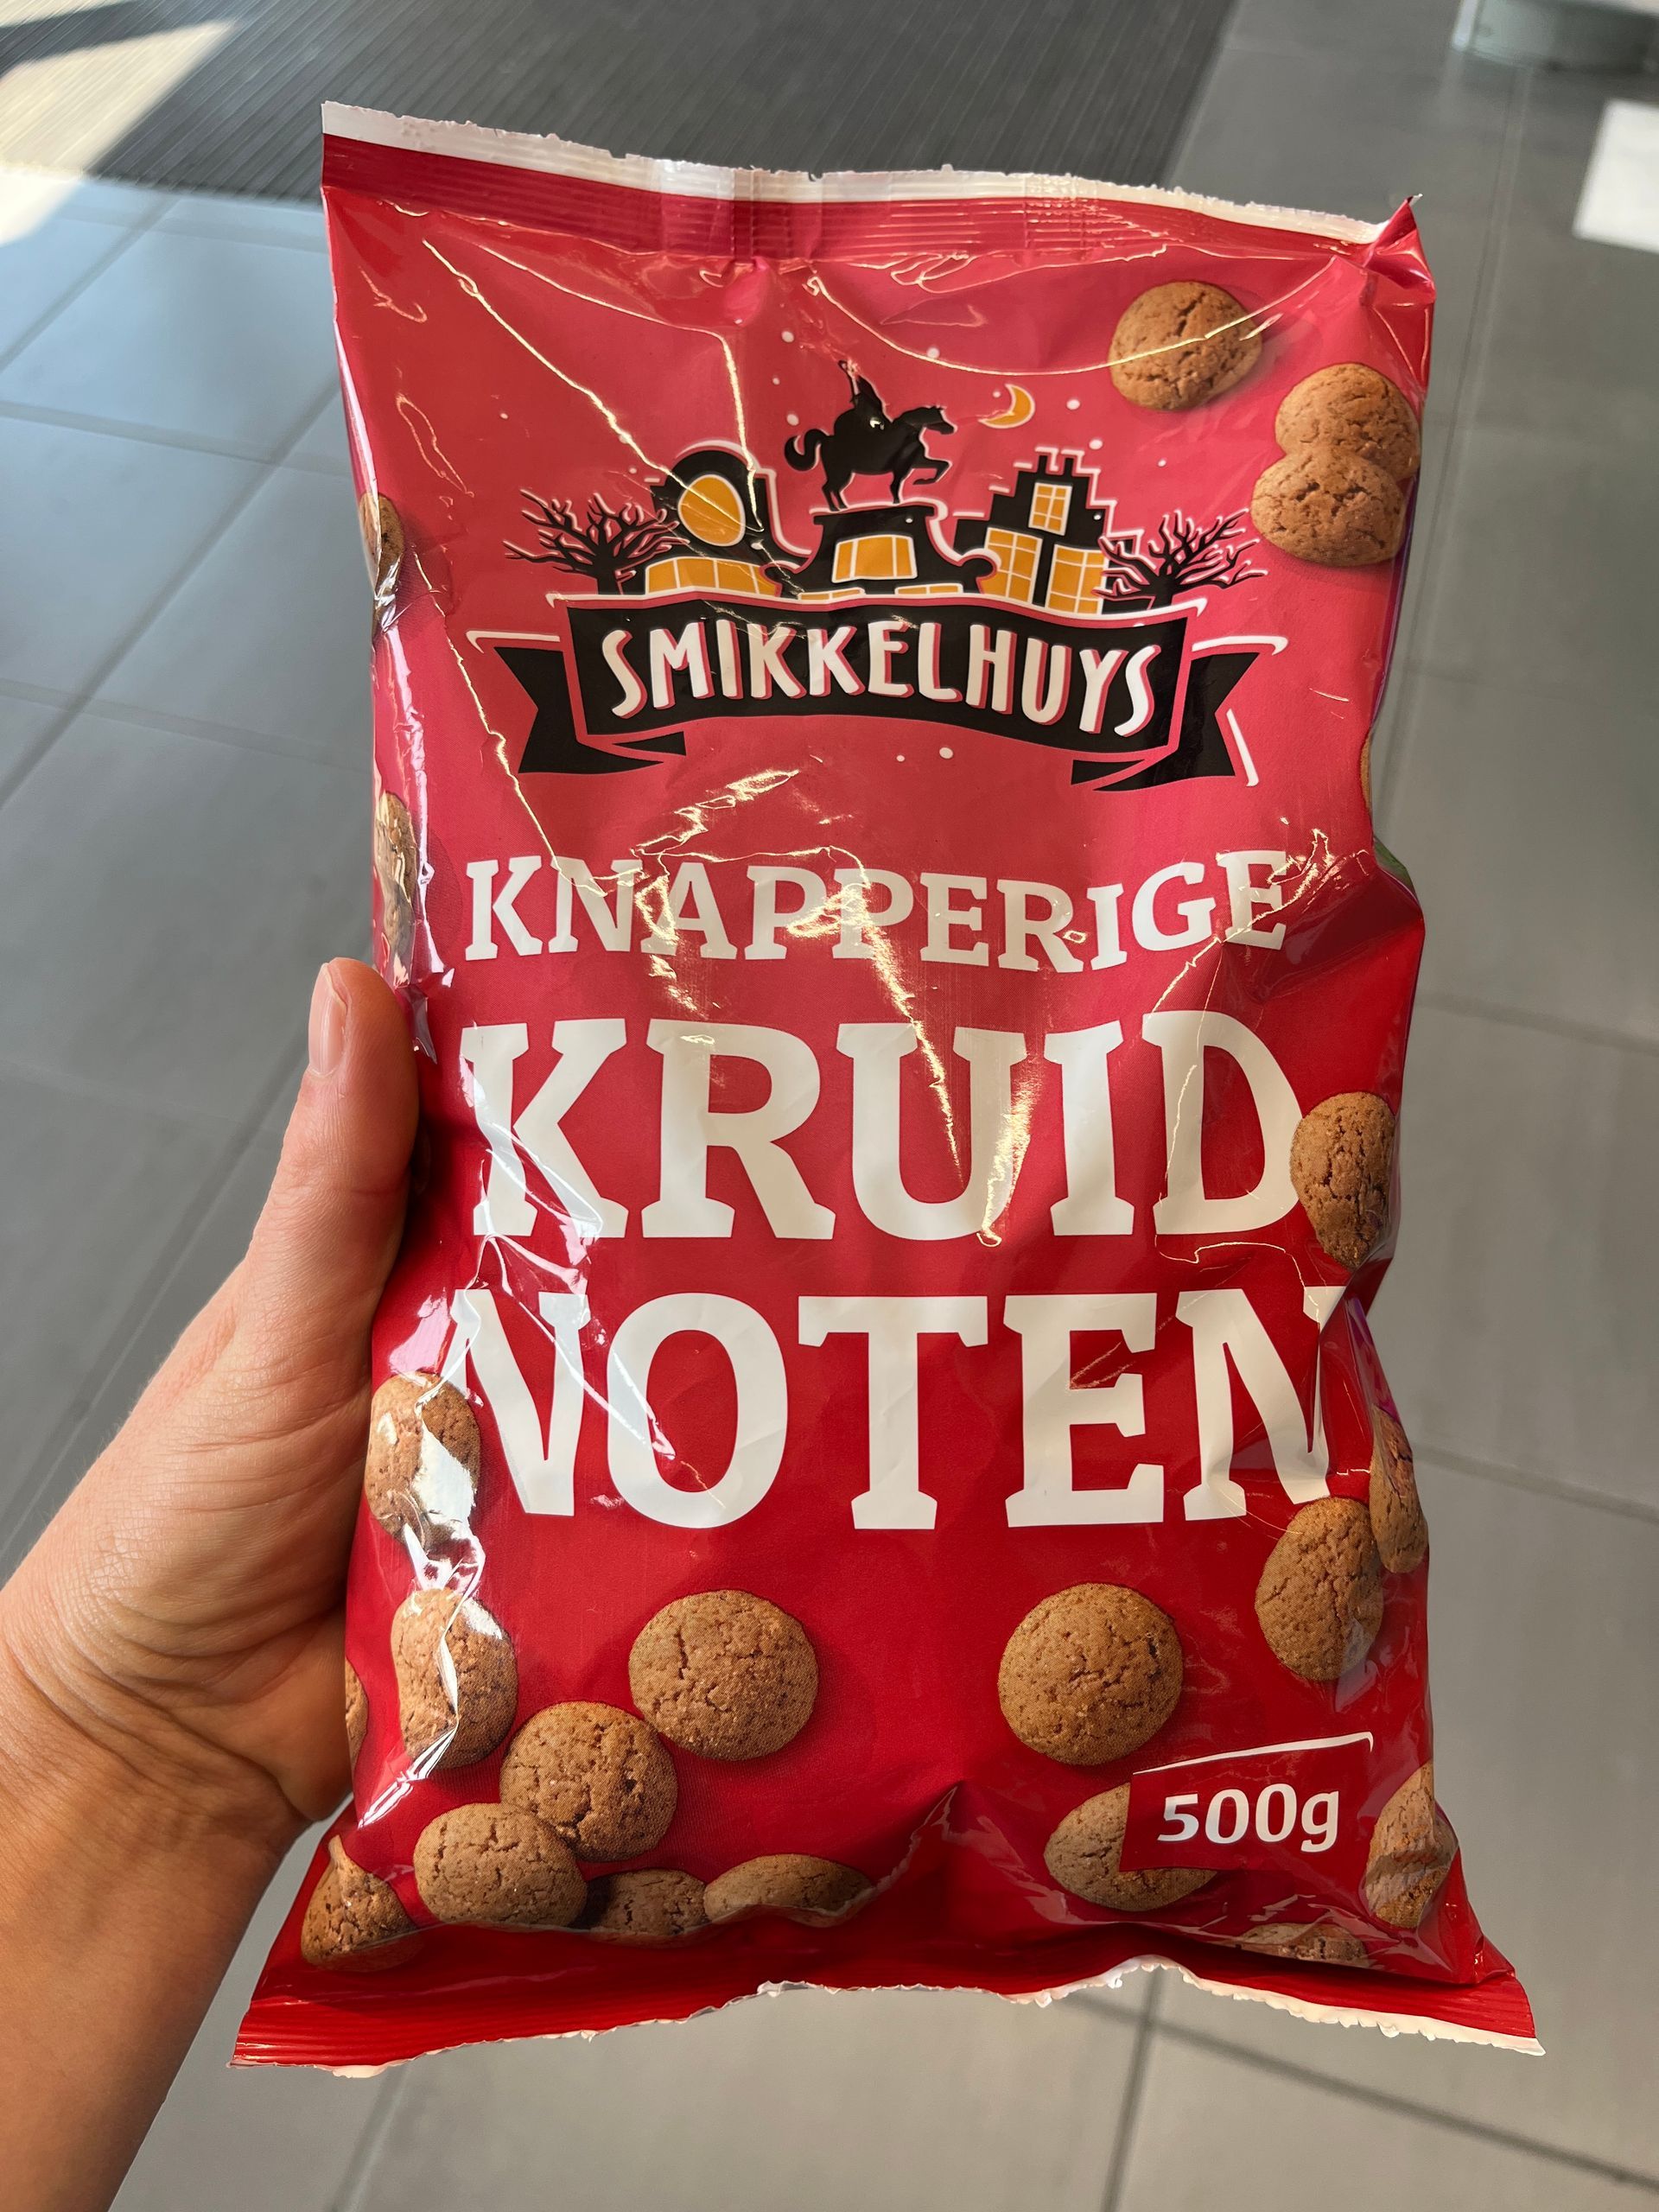 SMIKKELHUYS
KNAPPERIGE
KRUID
NOTEN
500g